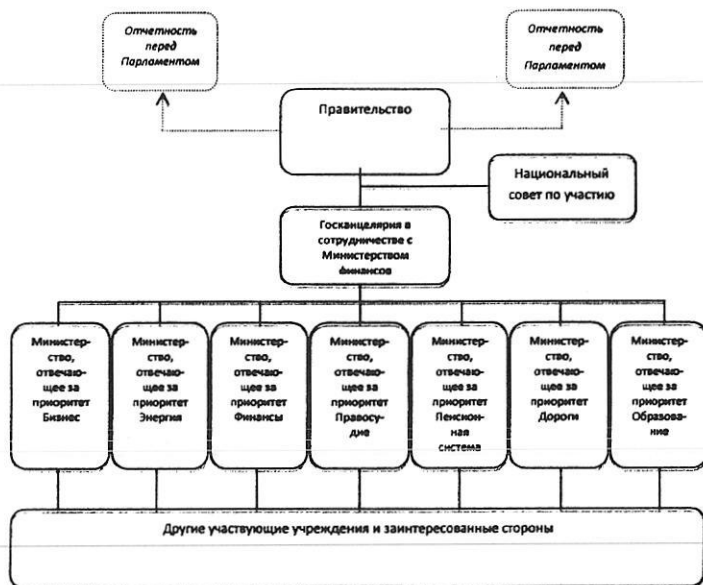 Отчетность
перед
Парламентом
Отчетность
перед
Парламентом
Правительство
Национальный
совет по участию
Госканцелярия в
сотрудничестве с
Министерством
финансов
Министер-
ство,
отвечаю-
щее за
приоритет
Бизнес
Министер-
ство,
отвечаю-
щее за
приоритет
Энергия
Министер-
ство,
отвечаю-
щее за
приоритет
Финансы
Министер-
ство,
отвечаю-
щее за
приоритет
Правосу-
дие
Министер-
ство,
отвечаю-
щее за
приоритет
Пенсион-
ная
система
Министер-
ство,
отвечаю-
щее за
приоритет
Дороги
Министер-
ство,
отвечаю-
щее за
приоритет
Образова-
ние
Другие участвующие учреждения и заинтересованные стороны